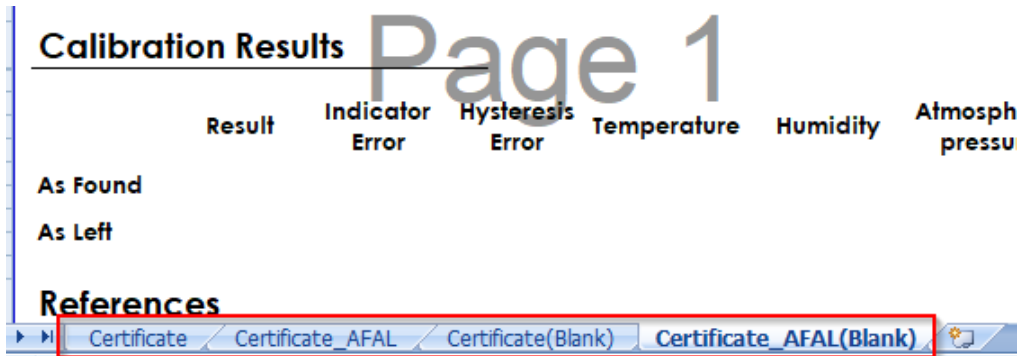 Calibration Results
Page 1
Result Indicator Error Hysteresis Error Temperature Humidity Atmosph pressu
As Found
As Left
References
Certificate Certificate_AFAL Certificate(Blank) Certificate_AFAL(Blank)